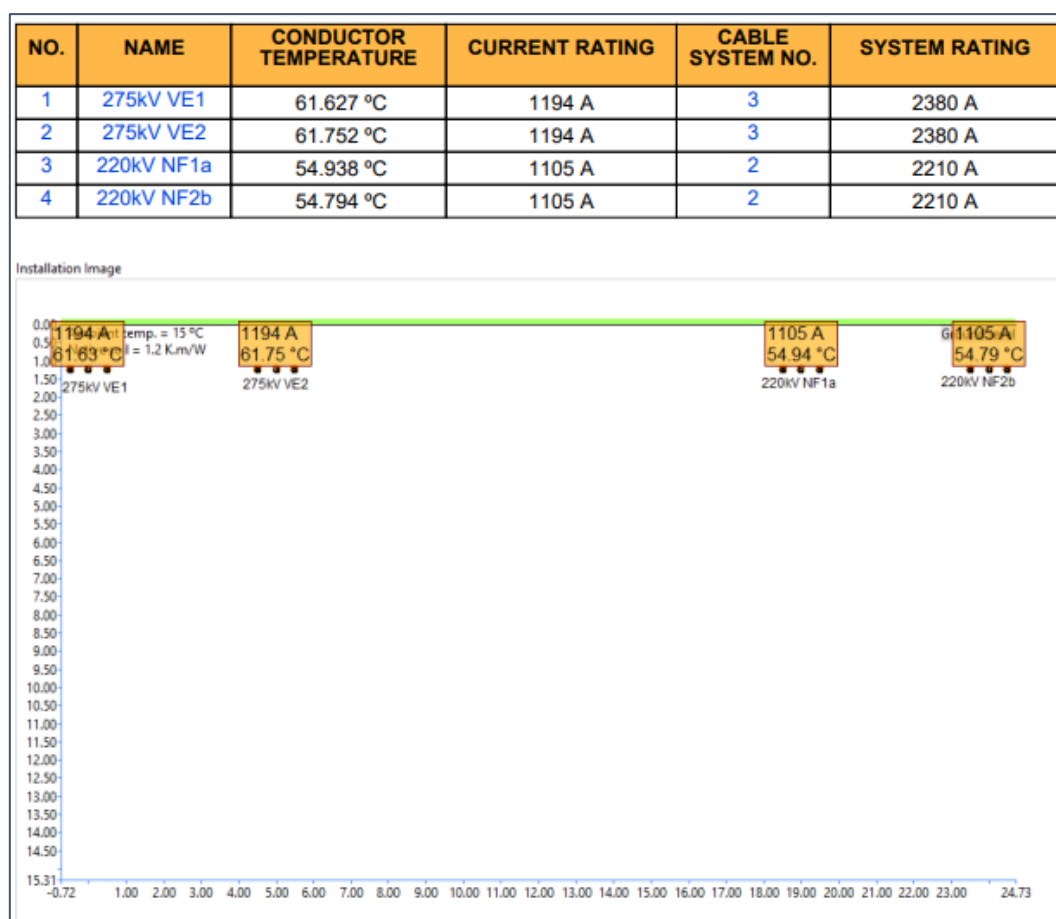 NO. NAME CONDUCTOR TEMPERATURE CURRENT RATING CABLE SYSTEM NO. SYSTEM RATING
1 275kV VE1 61.627 ºC 1194 A 3 2380 A
2 275kV VE2 61.752 ºC 1194 A 3 2380 A
3 220kV NF1a 54.938 ºC 1105 A 2 2210 A
4 220kV NF2b 54.794 ºC 1105 A 2 2210 A
Installation Image
temp. = 15 ºC
= 1.2 K.m/W
1194 A
61.63 °C
275kV VE1
1194 A
61.75 °C
275kV VE2
1105 A
54.94 °C
220kV NF1a
1105 A
54.79 °C
220kV NF2b
1.50
2.00
2.50
3.00
3.50
4.00
4.50
5.00
5.50
6.00
6.50
7.00
7.50
8.00
8.50
9.00
9.50
10.00
10.50
11.00
11.50
12.00
12.50
13.00
13.50
14.00
14.50
15.31
-0.72 1.00 2.00 3.00 4.00 5.00 6.00 7.00 8.00 9.00 10.00 11.00 12.00 13.00 14.00 15.00 16.00 17.00 18.00 19.00 20.00 21.00 22.00 23.00 24.73